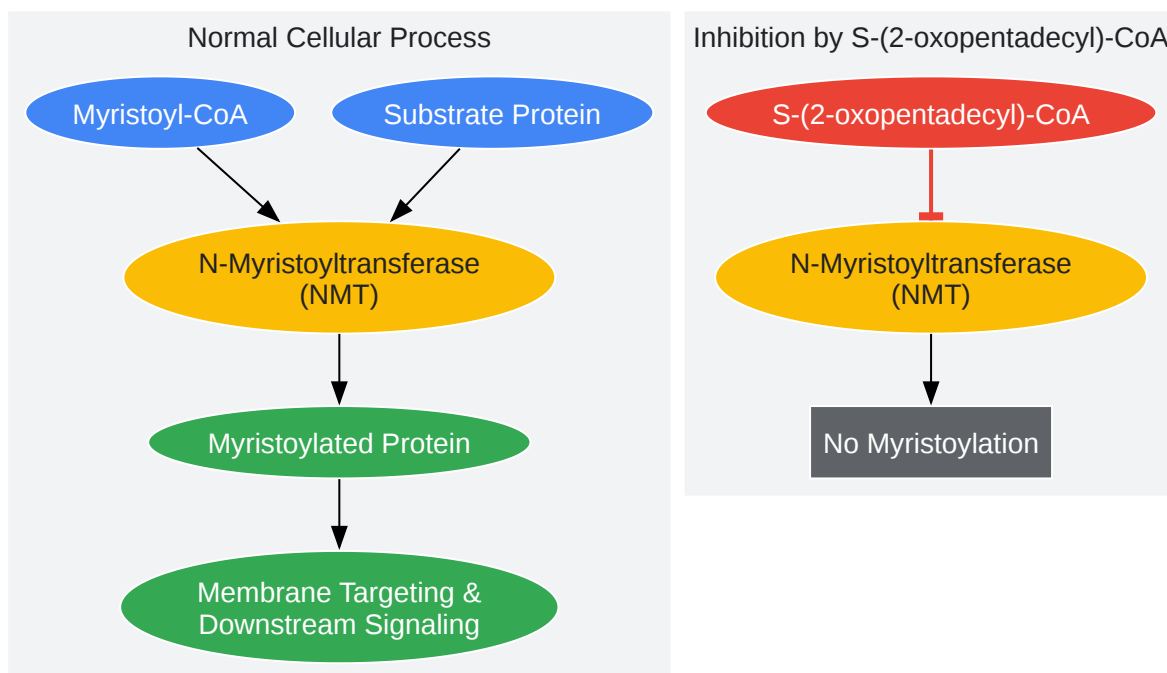 Normal Cellular Process
Myristoyl-CoA
Substrate Protein
N-Myristoyltransferase
(NMT)
Myristoylated Protein
Membrane Targeting &
Downstream Signaling
Inhibition by S-(2-oxopentadecyl)-CoA
S-(2-oxopentadecyl)-CoA
N-Myristoyltransferase
(NMT)
No Myristoylation